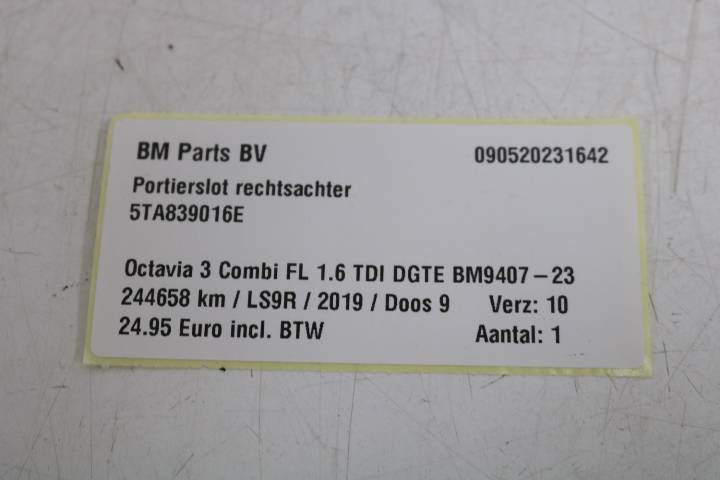 BM Parts BV 090520231642
Portierslot rechtsachter
5TA839016E
Octavia 3 Combi FL 1.6 TDI DGTE BM9407-23
244658 km / LS9R / 2019 / Doos 9 Verz: 10
24.95 Euro incl. BTW Aantal: 1